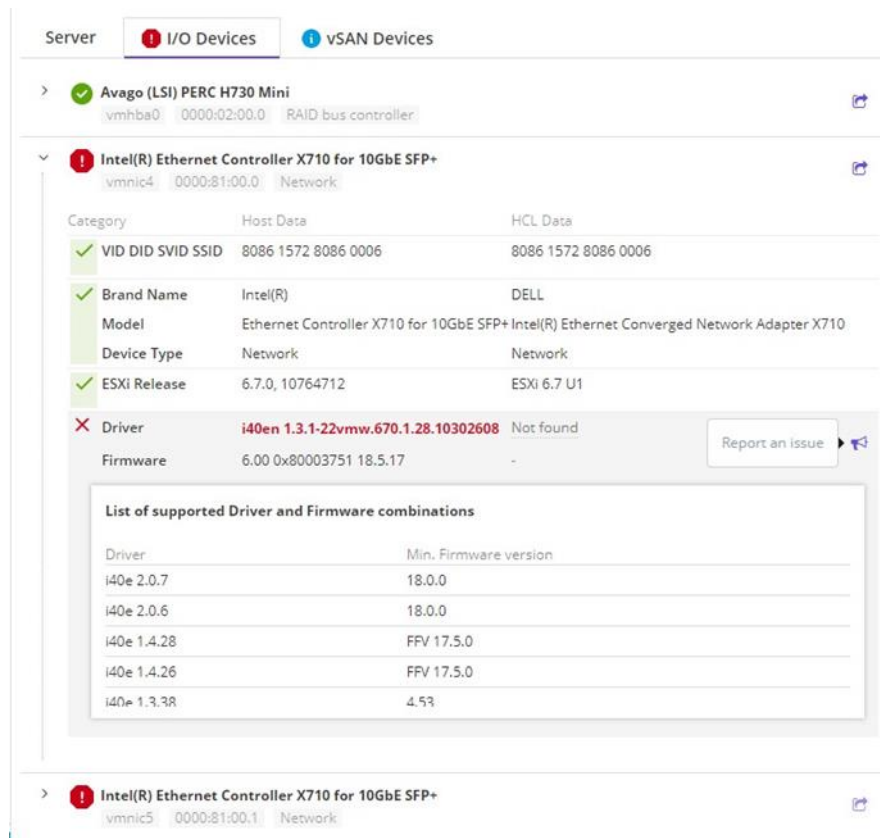 Server I/O Devices vSAN Devices
Avago (LSI) PERC H730 Mini
vmhba0 0000:02:00.0 RAID bus controller
Intel(R) Ethernet Controller X710 for 10GbE SFP+
vmnic4 0000:81:00.0 Network
Category Host Data HCL Data
VID DID SVID SSID 8086 1572 8086 0006 8086 1572 8086 0006
Brand Name Intel(R) DELL
Model Ethernet Controller X710 for 10GbE SFP+ Intel(R) Ethernet Converged Network Adapter X710
Device Type Network Network
ESXi Release 6.7.0, 10764712 ESXi 6.7 U1
Driver i40en 1.3.1-22vmw.670.1.28.10302608 Not found
Report an issue
Firmware 6.00 0x80003751 18.5.17 -
List of supported Driver and Firmware combinations
Driver Min. Firmware version
i40e 2.0.7 18.0.0
i40e 2.0.6 18.0.0
i40e 1.4.28 FFV 17.5.0
i40e 1.4.26 FFV 17.5.0
i40e 1.3.38 4.53
Intel(R) Ethernet Controller X710 for 10GbE SFP+
vmnic5 0000:81:00.1 Network